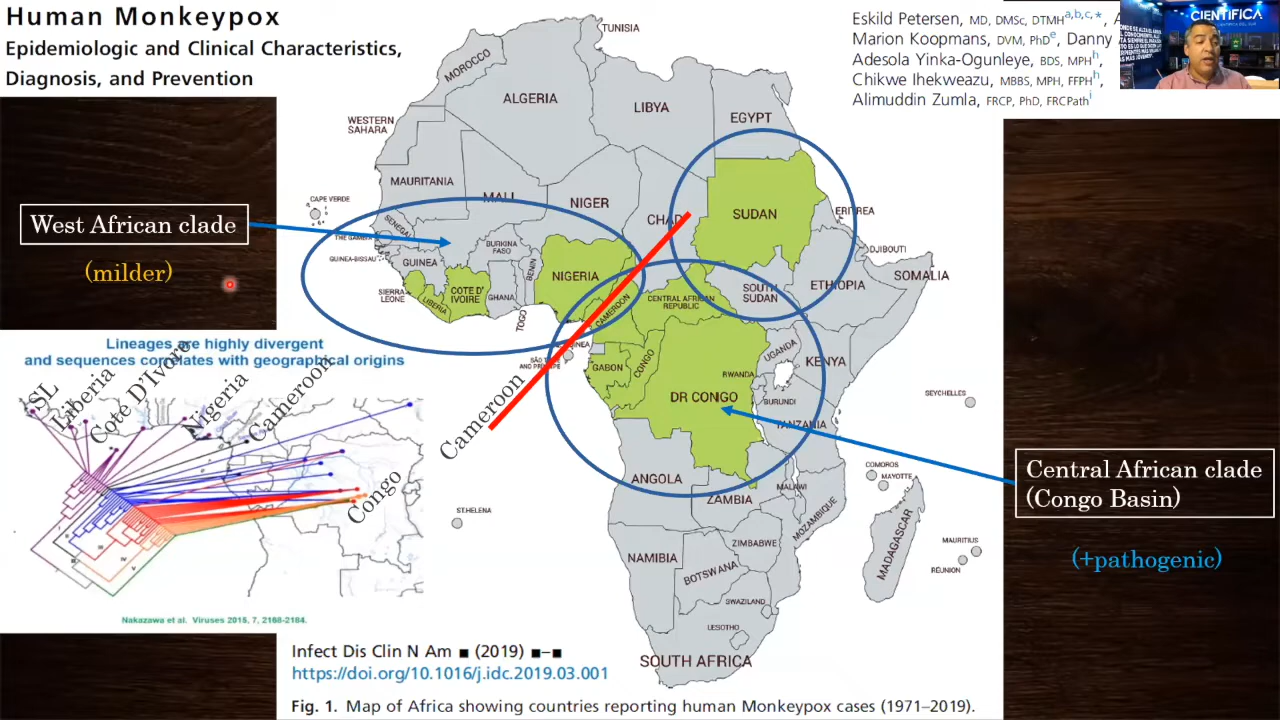 Human Monkeypox
Epidemiologic and Clinical Characteristics,
Diagnosis, and Prevention
Eskild Petersen, MD, DMSc, DTMH a,b,c,*, A
Marion Koopmans, DVM, PhD e, Danny
Adesola Yinka-Ogunleye, BDS, MPH h,
Chikwe Ihekweazu, MBBS, MPH, FFPH h,
Alimuddin Zumla, FRCP, PhD, FRCPath i
CIENTÍFICA
West African clade
(milder)
TUNISIA
MOROCCO
ALGERIA
LIBYA
EGYPT
WESTERN
SAHARA
MAURITANIA
MALI
NIGER
CHAD
SUDAN
ERITREA
CAPE VERDE
SENEGAL
THE GAMBIA
GUINEA-BISSAU
GUINEA
BURKINA
FASO
BENIN
NIGERIA
DJIBOUTI
SOMALIA
SIERRA
LEONE
LIBERIA
COTE D'
IVOIRE
GHANA
TOGO
CAMEROON
CENTRAL AFRICAN
REPUBLIC
SOUTH
SUDAN
ETHIOPIA
GABON
CONGO
UGANDA
KENYA
RWANDA
DR CONGO
BURUNDI
TANZANIA
SEYCHELLES
ANGOLA
ZAMBIA
MALAWI
COMOROS
MAYOTTE
MOZAMBIQUE
ST.HELENA
ZIMBABWE
MADAGASCAR
MAURITIUS
RÉUNION
NAMIBIA
BOTSWANA
SWAZILAND
LESOTHO
SOUTH AFRICA
Cameroon
Central African clade
(Congo Basin)
(+pathogenic)
Lineages are highly divergent
and sequences correlates with geographical origins
SL
Liberia
Cote D'Ivore
Nigeria
Cameroon
Congo
Nakazawa et al. Viruses 2015, 7, 2168-2184.
Infect Dis Clin N Am ■ (2019) ■–■
https://doi.org/10.1016/j.idc.2019.03.001
Fig. 1. Map of Africa showing countries reporting human Monkeypox cases (1971–2019).